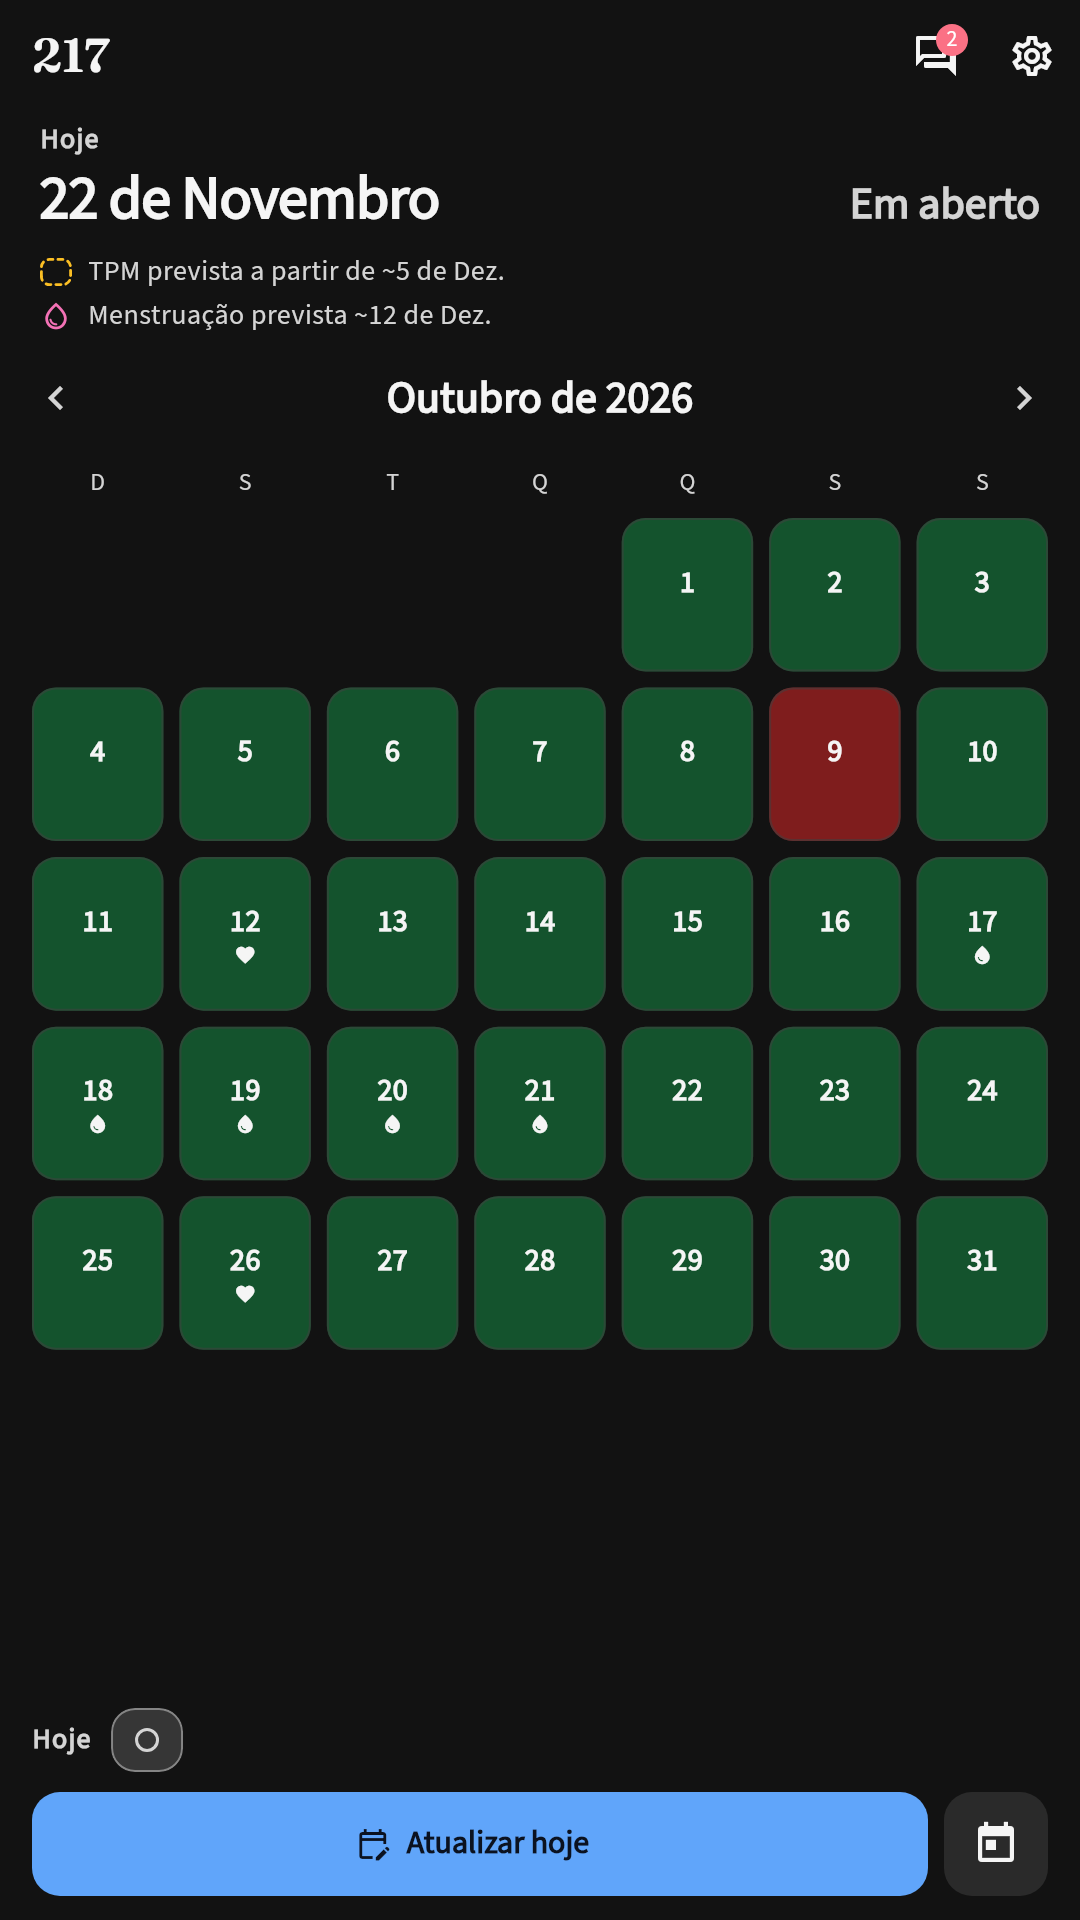 217
2
Hoje
22 de Novembro
Em aberto
TPM prevista a partir de ~5 de Dez.
Menstruação prevista ~12 de Dez.
Outubro de 2026
D S T Q Q S S
1 2 3
4 5 6 7 8 9 10
11 12 13 14 15 16 17
18 19 20 21 22 23 24
25 26 27 28 29 30 31
Hoje
Atualizar hoje